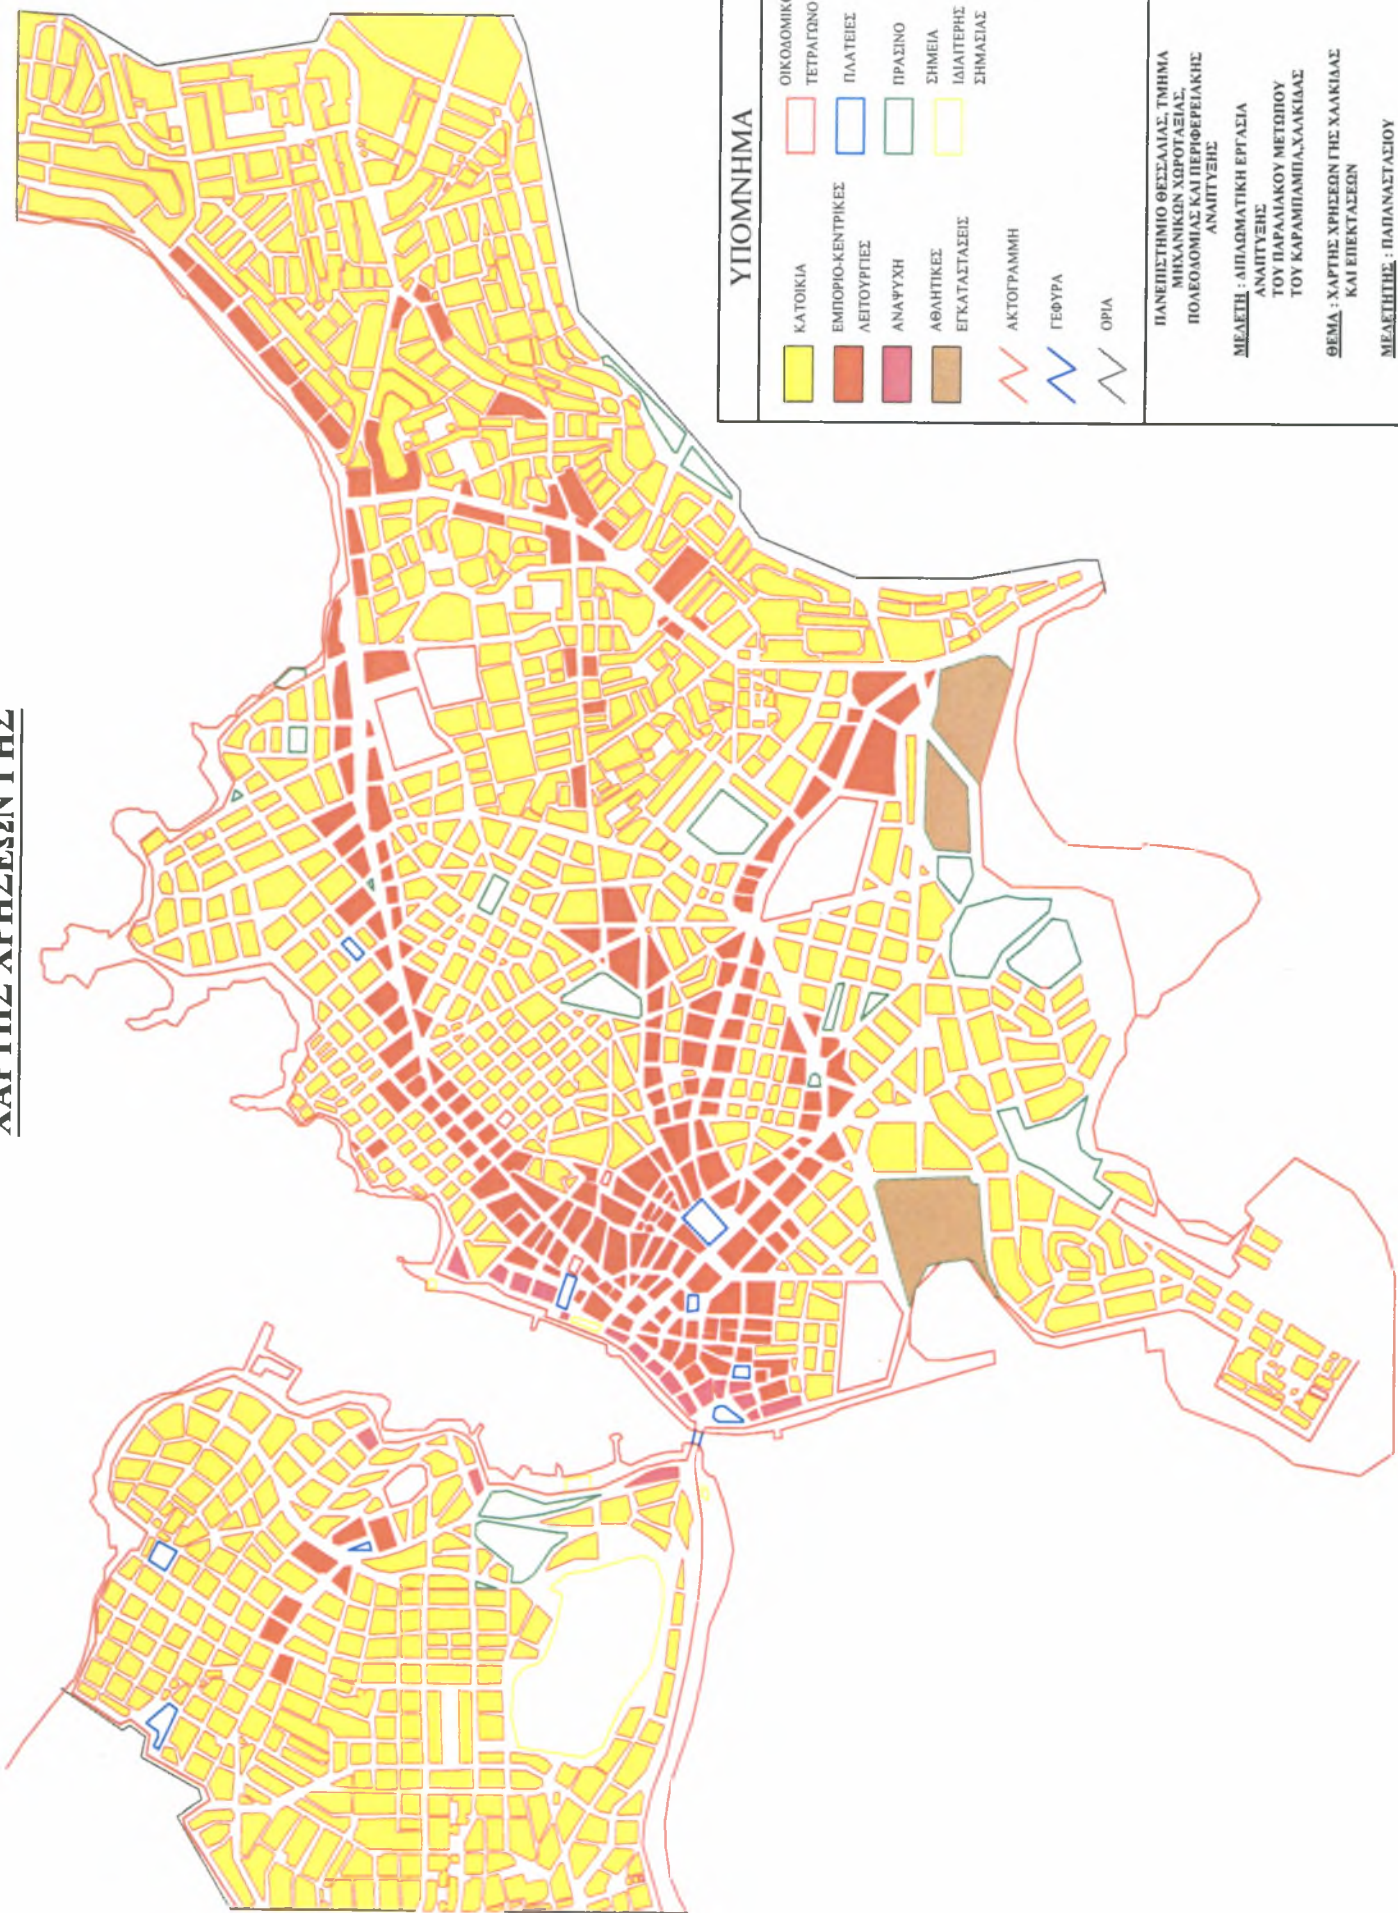 ΧΑΡΤΗΣ ΧΡΗΣΕΩΝ ΓΗΣ
ΥΠΟΜΝΗΜΑ
ΚΑΤΟΙΚΙΑ
ΕΜΠΟΡΙΟ-ΚΕΝΤΡΙΚΕΣ
ΛΕΙΤΟΥΡΓΙΕΣ
ΑΝΑΨΥΧΗ
ΑΘΛΗΤΙΚΕΣ
ΕΓΚΑΤΑΣΤΑΣΕΙΣ
ΑΚΤΟΓΡΑΜΜΗ
ΓΕΦΥΡΑ
ΟΡΙΑ
ΟΙΚΟΔΟΜΙΚΟ
ΤΕΤΡΑΓΩΝΟ
ΠΛΑΤΕΙΕΣ
ΠΡΑΣΙΝΟ
ΣΗΜΕΙΑ
ΙΔΙΑΙΤΕΡΗΣ
ΣΗΜΑΣΙΑΣ
ΠΑΝΕΠΙΣΤΗΜΙΟ ΘΕΣΣΑΛΙΑΣ, ΤΜΗΜΑ
ΜΗΧΑΝΙΚΩΝ ΧΩΡΟΤΑΞΙΑΣ,
ΠΟΛΕΟΔΟΜΙΑΣ ΚΑΙ ΠΕΡΙΦΕΡΕΙΑΚΗΣ
ΑΝΑΠΤΥΞΗΣ
ΜΕΛΕΤΗ : ΔΙΠΛΩΜΑΤΙΚΗ ΕΡΓΑΣΙΑ
ΑΝΑΠΤΥΞΗΣ
ΤΟΥ ΠΑΡΑΛΙΑΚΟΥ ΜΕΤΩΠΟΥ
ΤΟΥ ΚΑΡΑΜΠΑΜΠΑ,ΧΑΛΚΙΔΑΣ
ΘΕΜΑ : ΧΑΡΤΗΣ ΧΡΗΣΕΩΝ ΓΗΣ ΧΑΛΚΙΔΑΣ
ΚΑΙ ΕΠΕΚΤΑΣΕΩΝ
ΜΕΛΕΤΗΤΗΣ : ΠΑΠΑΝΑΣΤΑΣΙΟΥ